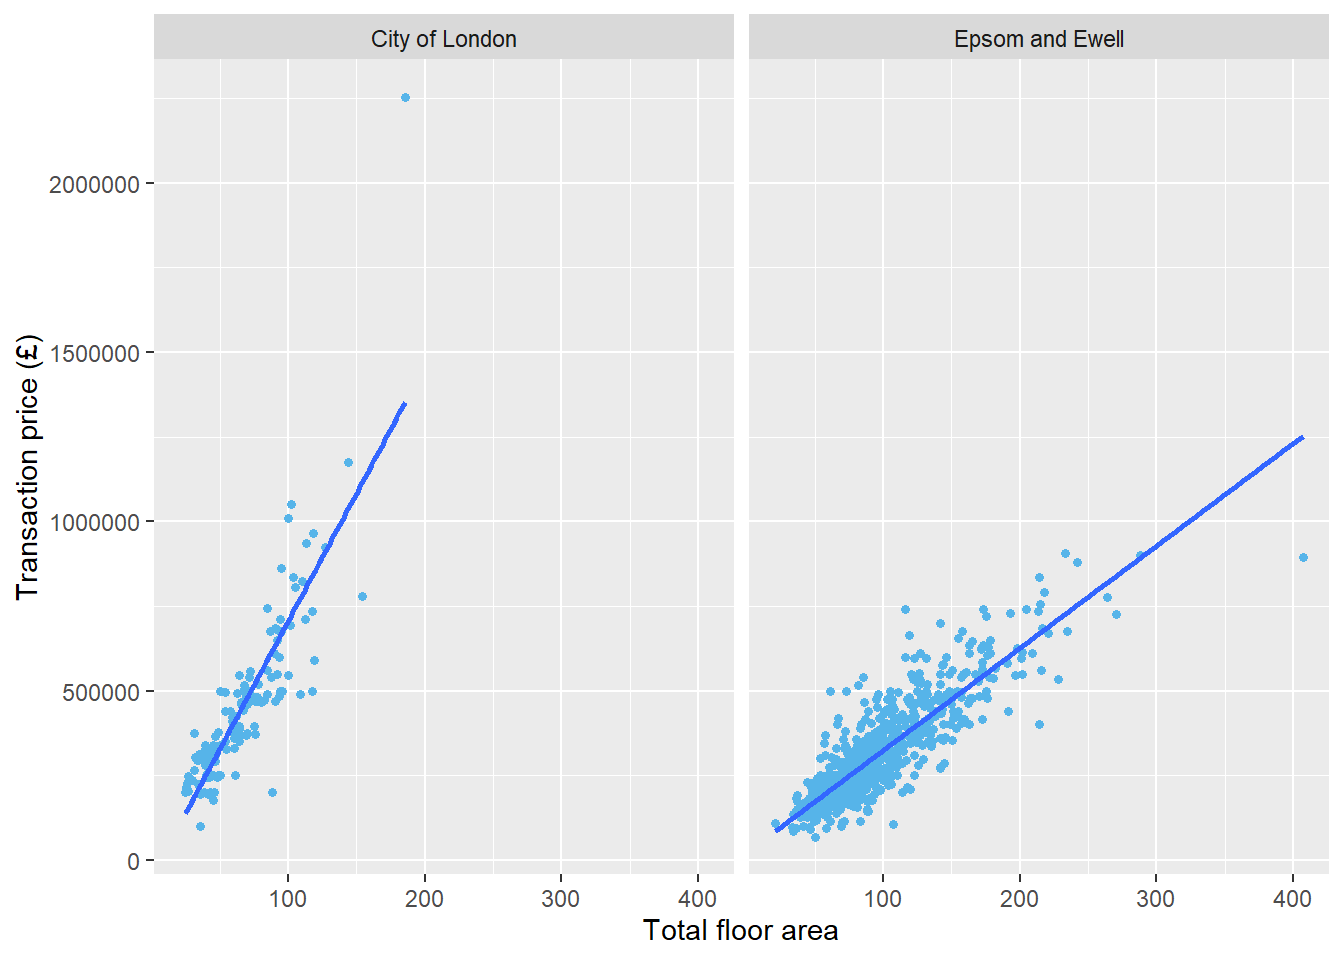 City of London
Epsom and Ewell
Transaction price (£)
2000000
1500000
1000000
500000
0
100 200 300 400
100 200 300 400
Total floor area